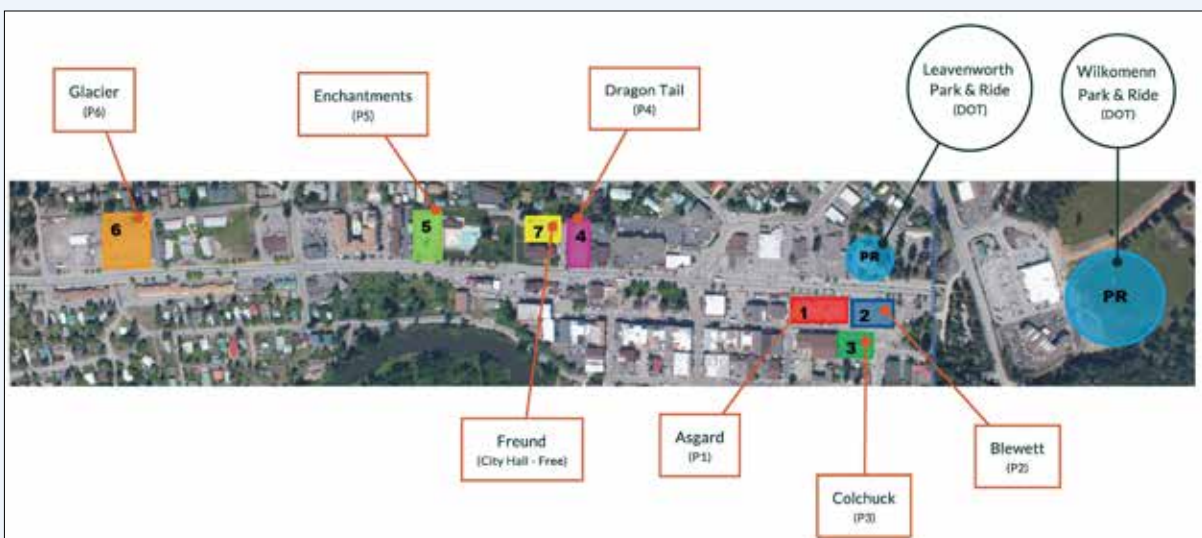 Glacier
(P6)
Enchantments
(P5)
Dragon Tail
(P4)
Leavenworth
Park & Ride
(DOT)
Wilkomenn
Park & Ride
(DOT)
6
5
7
4
PR
PR
1
2
3
Freund
(City Hall - Free)
Asgard
(P1)
Colchuck
(P3)
Blewett
(P2)